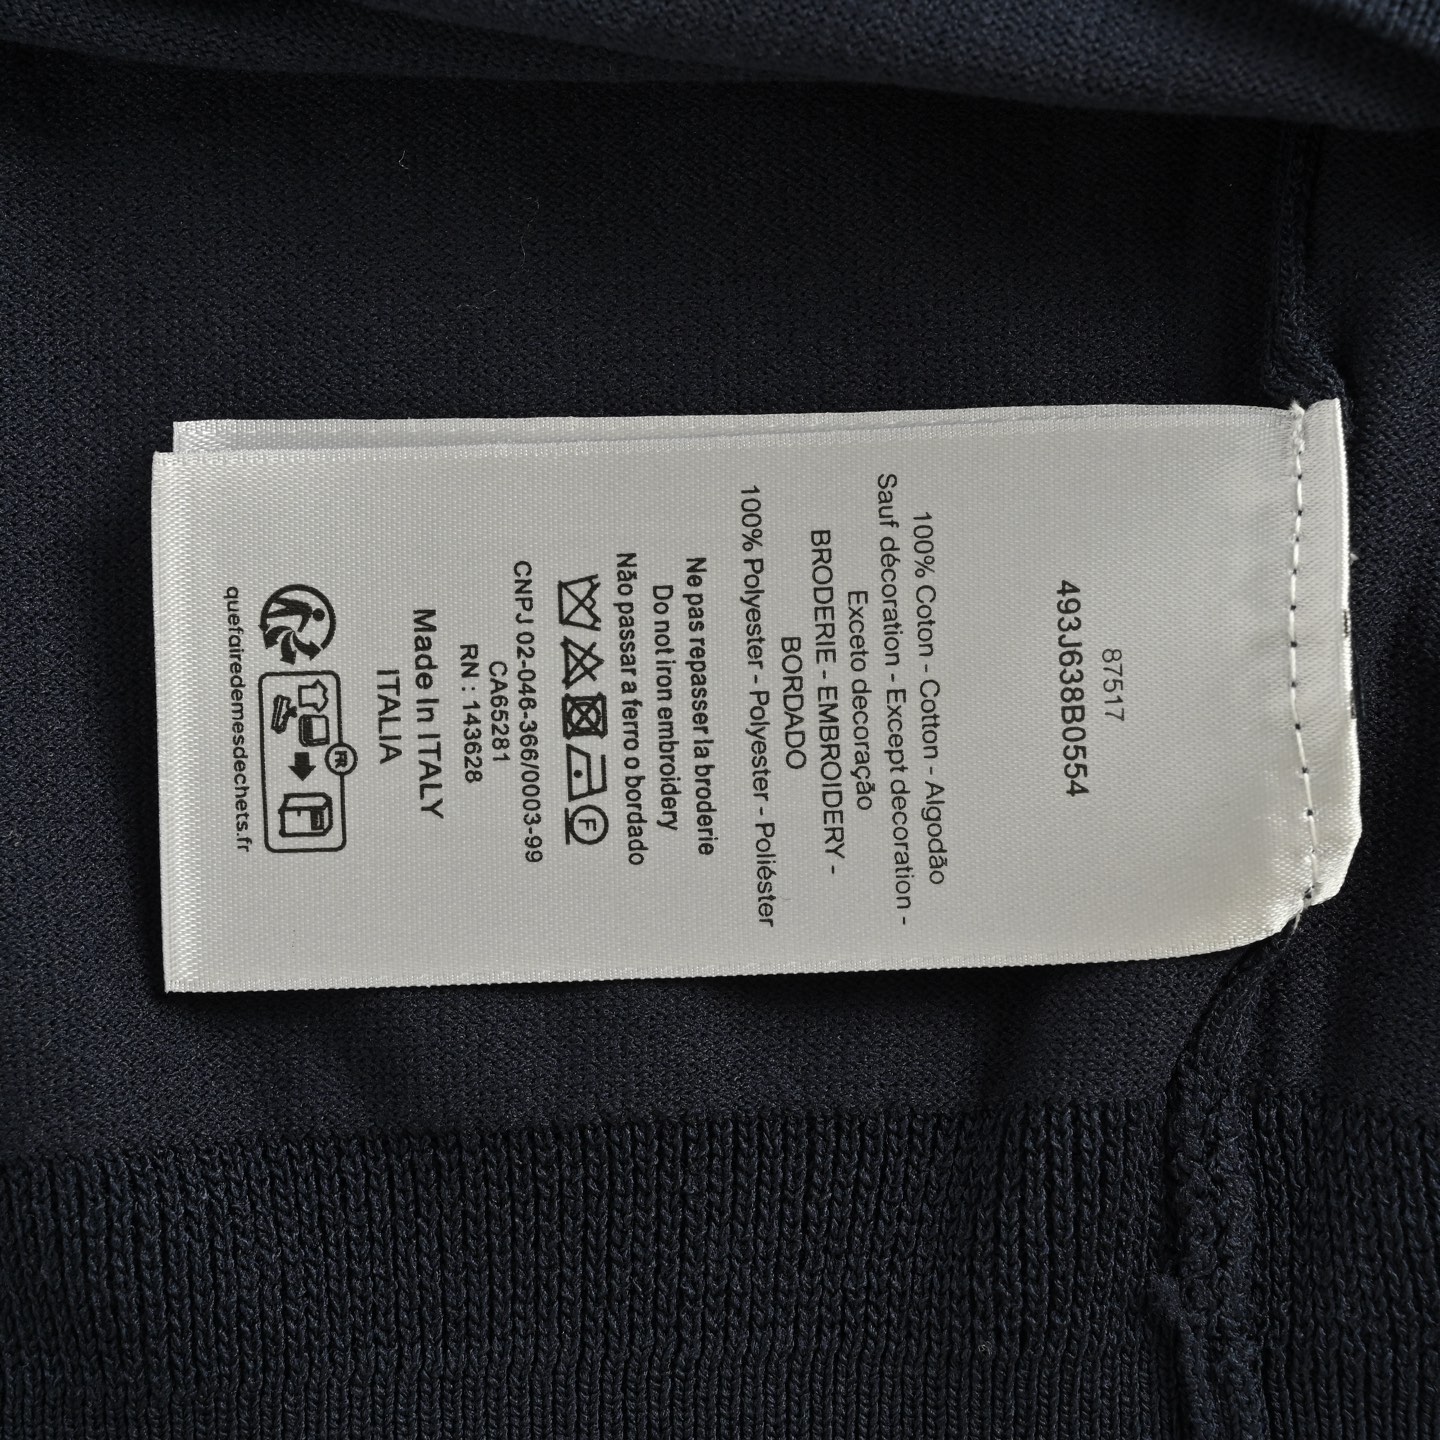 87517
493J638B0554
100% Coton - Cotton - Algodão
Sauf décoration - Except decoration -
Exceto decoração
BRODERIE - EMBROIDERY -
BORDADO
100% Polyester - Polyester - Poliéster
Ne pas repasser la broderie
Do not iron embroidery
Não passar a ferro o bordado
F
CNPJ 02-046-366/0003-99
CA65281
RN : 143628
Made In ITALY
ITALIA
FR
quefairedemesdechets.fr